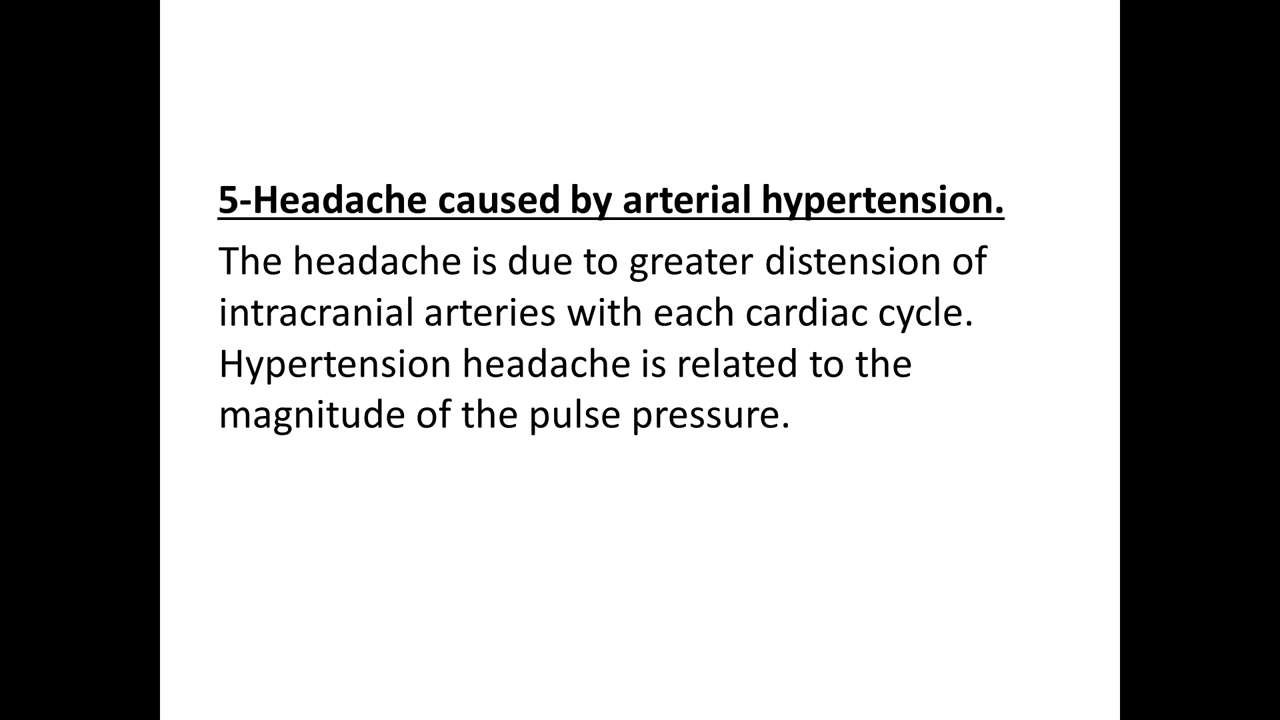 5-Headache caused by arterial hypertension.
The headache is due to greater distension of
intracranial arteries with each cardiac cycle.
Hypertension headache is related to the
magnitude of the pulse pressure.